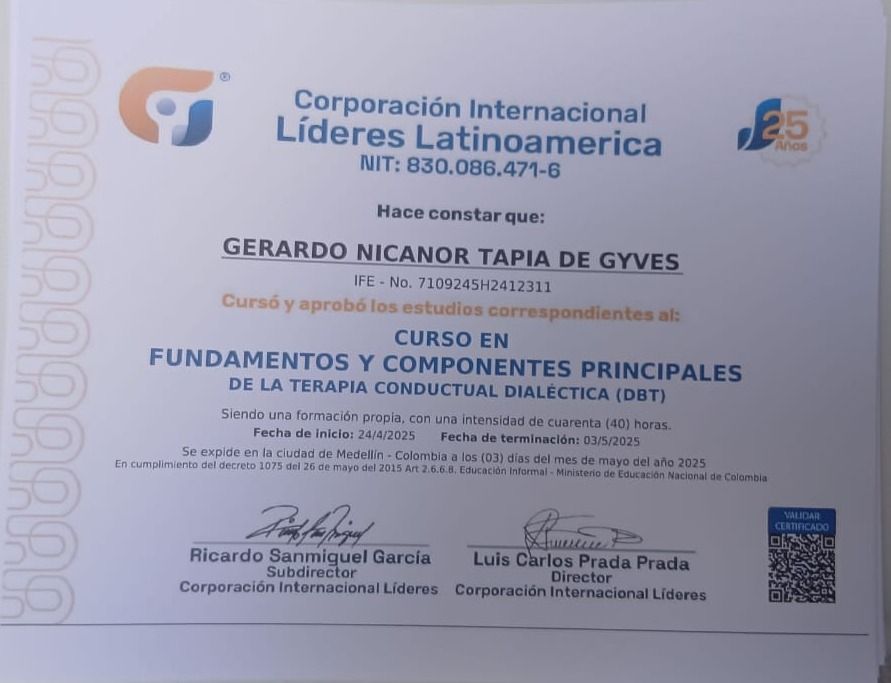 ®
Corporación Internacional
Líderes Latinoamerica
NIT: 830.086.471-6
25
Años
Hace constar que:
GERARDO NICANOR TAPIA DE GYVES
IFE - No. 7109245H2412311
Cursó y aprobó los estudios correspondientes al:
CURSO EN
FUNDAMENTOS Y COMPONENTES PRINCIPALES
DE LA TERAPIA CONDUCTUAL DIALÉCTICA (DBT)
Siendo una formación propia, con una intensidad de cuarenta (40) horas.
Fecha de inicio: 24/4/2025 Fecha de terminación: 03/5/2025
Se expide en la ciudad de Medellín - Colombia a los (03) días del mes de mayo del año 2025
En cumplimiento del decreto 1075 del 26 de mayo del 2015 Art 2.6.6.8. Educación Informal - Ministerio de Educación Nacional de Colombia
Ricardo Sanmiguel García
Subdirector
Corporación Internacional Líderes
Luis Carlos Prada Prada
Director
Corporación Internacional Líderes
VALIDAR
CERTIFICADO